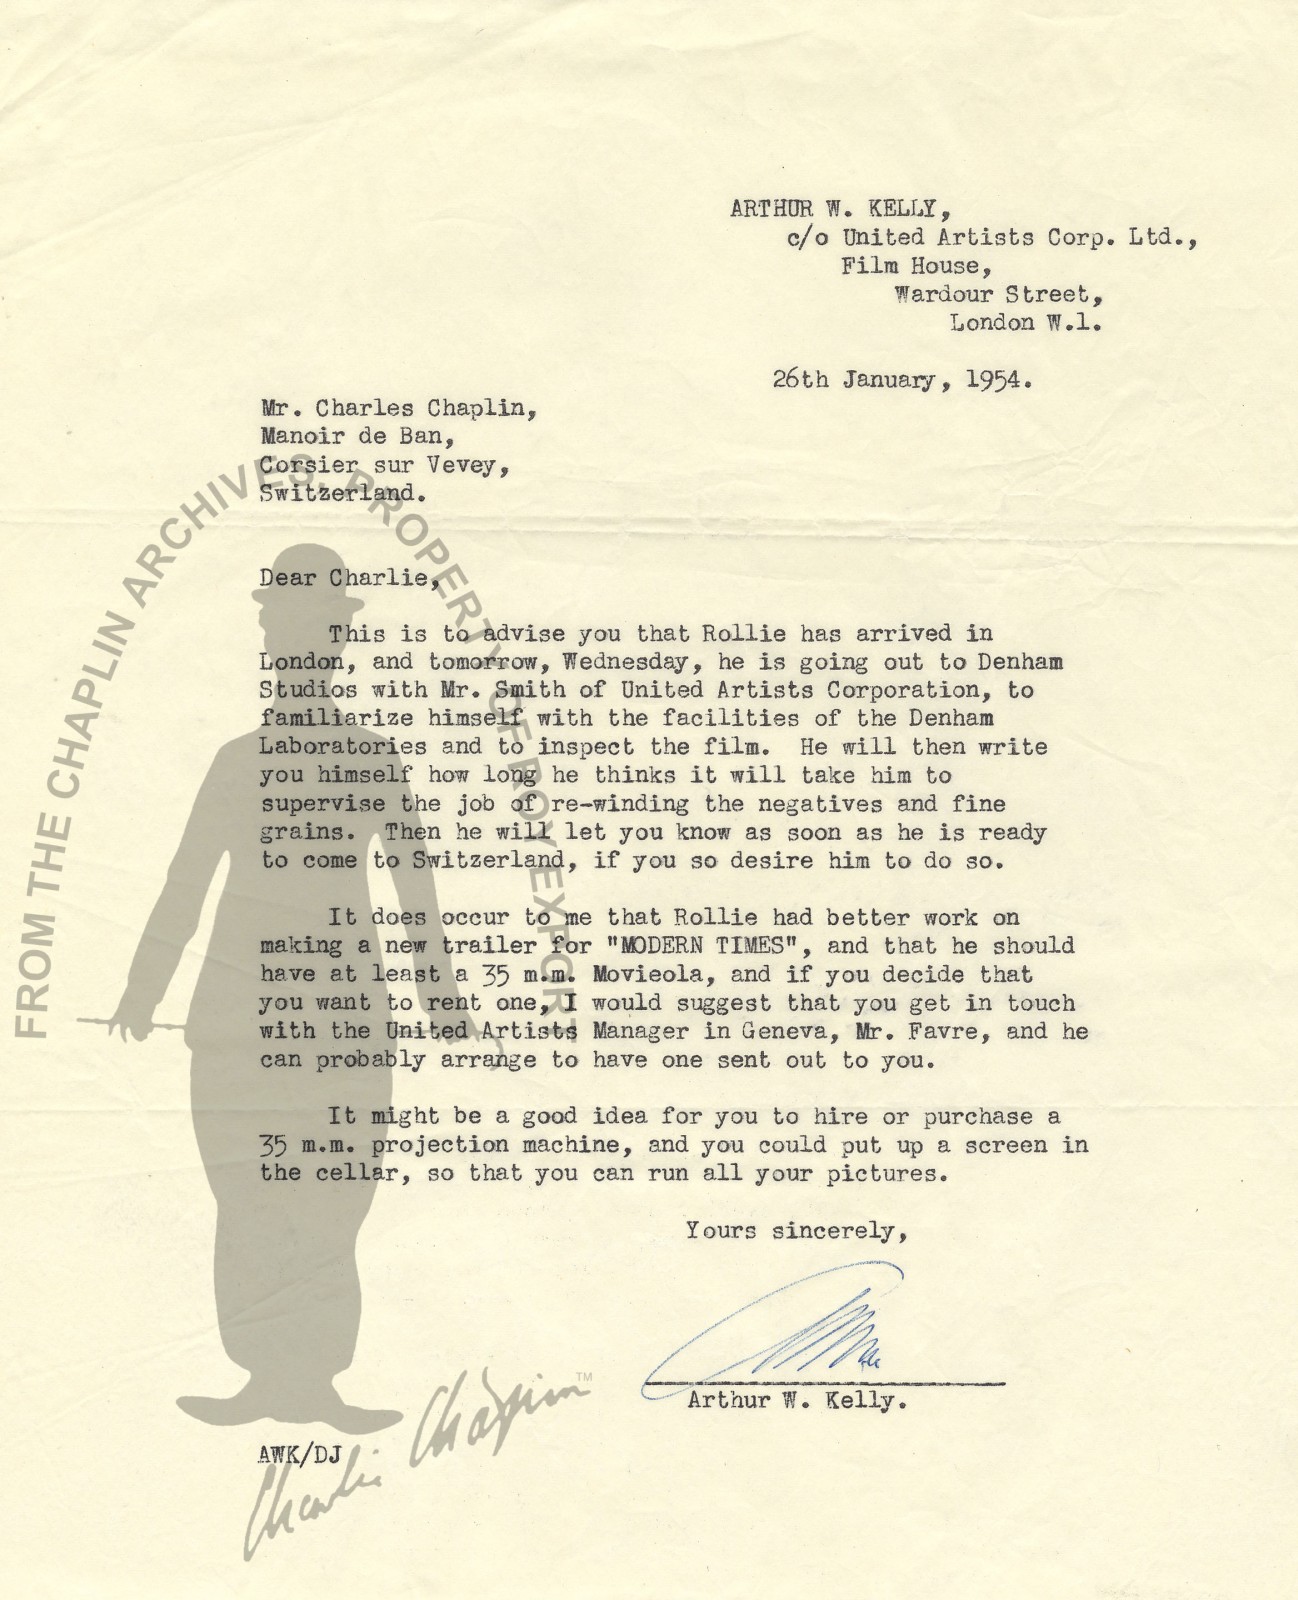 ARTHUR W. KELLY,
c/o United Artists Corp. Ltd.,
Film House,
Wardour Street,
London W.1.
26th January, 1954.
Mr. Charles Chaplin,
Manoir de Ban,
Corsier sur Vevey,
Switzerland.
Dear Charlie,
This is to advise you that Rollie has arrived in
London, and tomorrow, Wednesday, he is going out to Denham
Studios with Mr. Smith of United Artists Corporation, to
familiarize himself with the facilities of the Denham
Laboratories and to inspect the film. He will then write
you himself how long he thinks it will take him to
supervise the job of re-winding the negatives and fine
grains. Then he will let you know as soon as he is ready
to come to Switzerland, if you so desire him to do so.
It does occur to me that Rollie had better work on
making a new trailer for "MODERN TIMES", and that he should
have at least a 35 m.m. Movieola, and if you decide that
you want to rent one, I would suggest that you get in touch
with the United Artists Manager in Geneva, Mr. Favre, and he
can probably arrange to have one sent out to you.
It might be a good idea for you to hire or purchase a
35 m.m. projection machine, and you could put up a screen in
the cellar, so that you can run all your pictures.
Yours sincerely,
Arthur W. Kelly.
AWK/DJ
FROM THE CHAPLIN ARCHIVES, PROPERTY OF ROY EXPORT
Charlie Chaplin TM